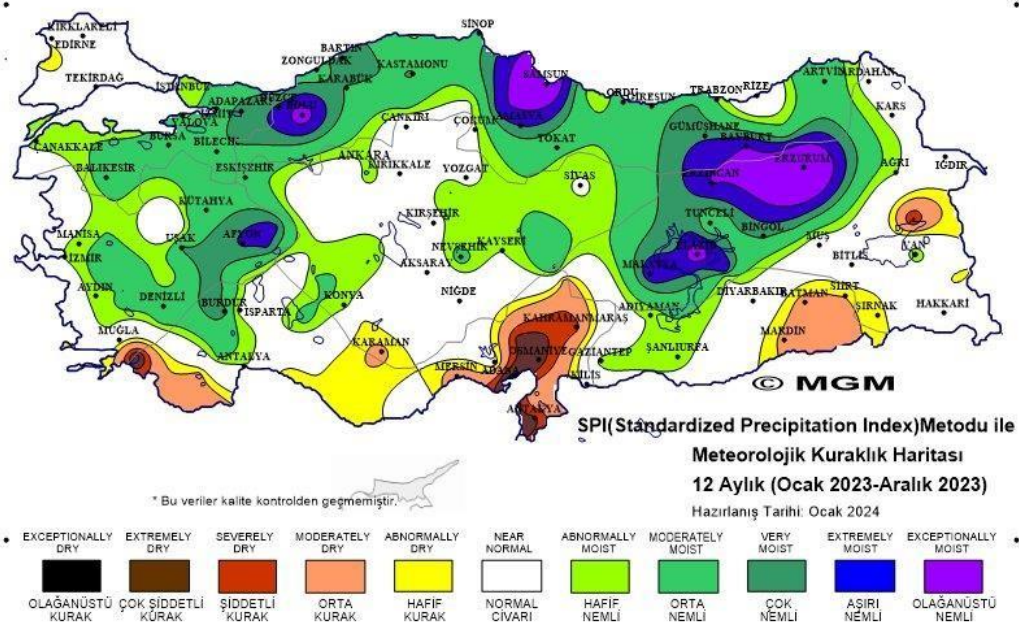 SİNOP
KIRKLARELİ
EDİRNE
BARTIN
ZONGULDAK
KASTAMONU
TEKİRDAĞ
İSTANBUL
KARABÜK
SAMSUN
ARTVİN ARDAHAN
ORDU
GİRESUN
TRABZON
RİZE
ADAPAZARI
DÜZCE
BOLU
KARS
YALOVA
ÇANKIRI
ÇORUM
AMASYA
TOKAT
GÜMÜŞHANE
BAYBURT
BURSA
BİLECİK
ÇANAKKALE
ANKARA
KIRIKKALE
YOZGAT
SİVAS
ERZİNCAN
ERZURUM
AĞRI
IĞDIR
BALIKESİR
ESKİŞEHİR
KÜTAHYA
KIRŞEHİR
TUNCELİ
BİNGÖL
MANİSA
UŞAK
AFYON
NEVŞEHİR
KAYSERİ
MALATYA
ELAZIĞ
MUŞ
VAN
BİTLİS
İZMİR
AKSARAY
AYDIN
DENİZLİ
BURDUR
ISPARTA
KONYA
NİĞDE
KAHRAMANMARAŞ
ADIYAMAN
DİYARBAKIR
BATMAN
SİİRT
ŞIRNAK
HAKKARİ
MUĞLA
ANTALYA
KARAMAN
MERSİN
ADANA
OSMANİYE
GAZİANTEP
KİLİS
ŞANLIURFA
MARDİN
ANTAKYA
© MGM
SPI(Standardized Precipitation Index)Metodu ile
Meteorolojik Kuraklık Haritası
12 Aylık (Ocak 2023-Aralık 2023)
Hazırlanış Tarihi: Ocak 2024
* Bu veriler kalite kontrolden geçmemiştir.
EXCEPTIONALLY DRY
EXTREMELY DRY
SEVERELY DRY
MODERATELY DRY
ABNORMALLY DRY
NEAR NORMAL
ABNORMALLY MOIST
MODERATELY MOIST
VERY MOIST
EXTREMELY MOIST
EXCEPTIONALLY MOIST
OLAĞANÜSTÜ KURAK
ÇOK ŞİDDETLİ KURAK
ŞİDDETLİ KURAK
ORTA KURAK
HAFİF KURAK
NORMAL CİVARI
HAFİF NEMLİ
ORTA NEMLİ
ÇOK NEMLİ
AŞIRI NEMLİ
OLAĞANÜSTÜ NEMLİ